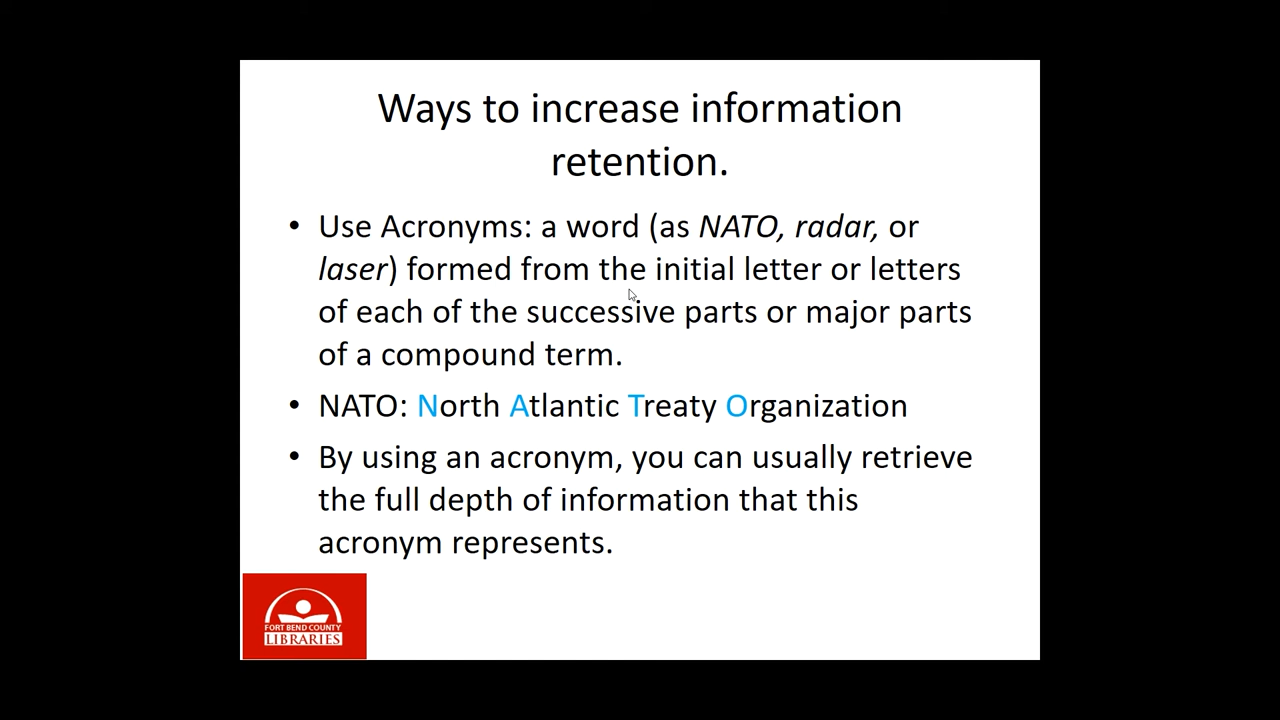 Ways to increase information
retention.
• Use Acronyms: a word (as NATO, radar, or
laser) formed from the initial letter or letters
of each of the successive parts or major parts
of a compound term.
• NATO: North Atlantic Treaty Organization
• By using an acronym, you can usually retrieve
the full depth of information that this
acronym represents.
FORT BEND COUNTY
LIBRARIES